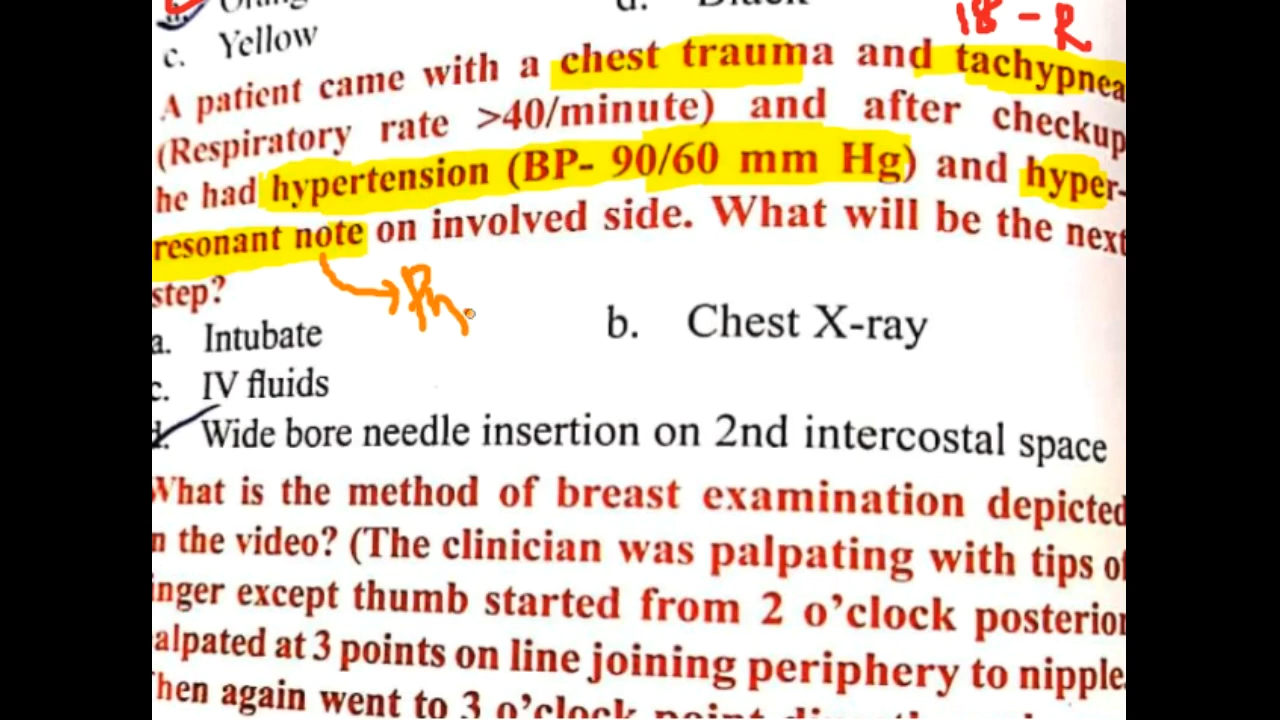 d. Black
18 - R
c. Yellow
A patient came with a chest trauma and tachypnea
(Respiratory rate >40/minute) and after checkup
he had hypertension (BP- 90/60 mm Hg) and hyper-
resonant note on involved side. What will be the next
step?
a. Intubate b. Chest X-ray
c. IV fluids
d. Wide bore needle insertion on 2nd intercostal space
What is the method of breast examination depicted
n the video? (The clinician was palpating with tips of
inger except thumb started from 2 o'clock posterior
alpated at 3 points on line joining periphery to nipple.
hen again went to 3 o'clock point